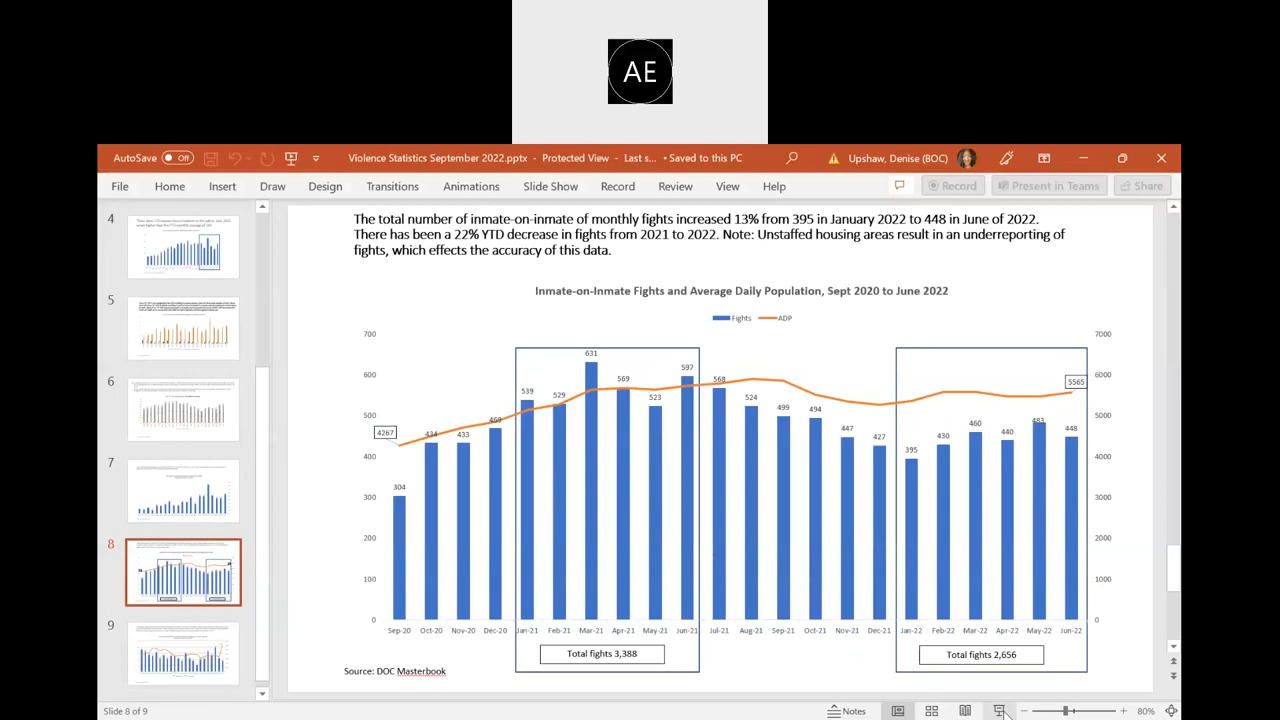 AE
AutoSave Off Violence Statistics September 2022.pptx - Protected View - Last s... • Saved to this PC Upshaw, Denise (BOC)
File Home Insert Draw Design Transitions Animations Slide Show Record Review View Help Record Present in Teams Share
4
5
6
7
8
9
The total number of inmate-on-inmate of monthly fights increased 13% from 395 in January 2022 to 448 in June of 2022.
There has been a 22% YTD decrease in fights from 2021 to 2022. Note: Unstaffed housing areas result in an underreporting of
fights, which effects the accuracy of this data.
Inmate-on-Inmate Fights and Average Daily Population, Sept 2020 to June 2022
Fights ADP
700 7000
600 6000
500 5000
400 4000
300 3000
200 2000
100 1000
0 0
4267 5565
304 434 433 469 539 529 631 569 523 597 568 524 499 494 447 427 395 430 460 440 483 448
Sep-20 Oct-20 Nov-20 Dec-20 Jan-21 Feb-21 Mar-21 Apr-21 May-21 Jun-21 Jul-21 Aug-21 Sep-21 Oct-21 Nov-21 Dec-21 Jan-22 Feb-22 Mar-22 Apr-22 May-22 Jun-22
Total fights 3,388 Total fights 2,656
Source: DOC Masterbook
Slide 8 of 9 Notes 80%